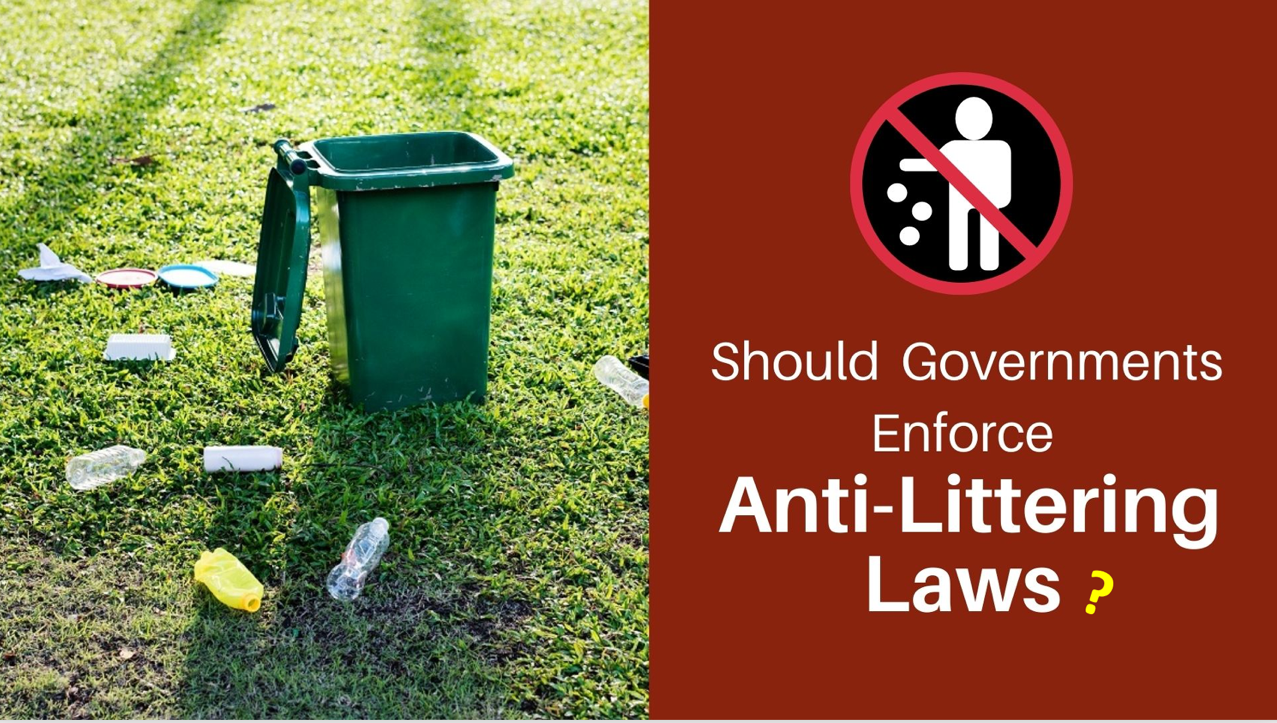 Should Governments
Enforce
Anti-Littering
Laws ?